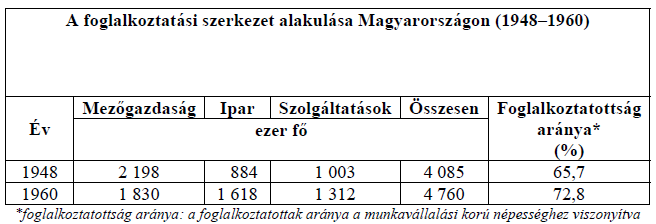 A foglalkoztatási szerkezet alakulása Magyarországon (1948–1960)
Év Mezőgazdaság Ipar Szolgáltatások Összesen Foglalkoztatottság aránya* (%)
ezer fő
1948 2 198 884 1 003 4 085 65,7
1960 1 830 1 618 1 312 4 760 72,8
*foglalkoztatottság aránya: a foglalkoztatottak aránya a munkavállalási korú népességhez viszonyítva